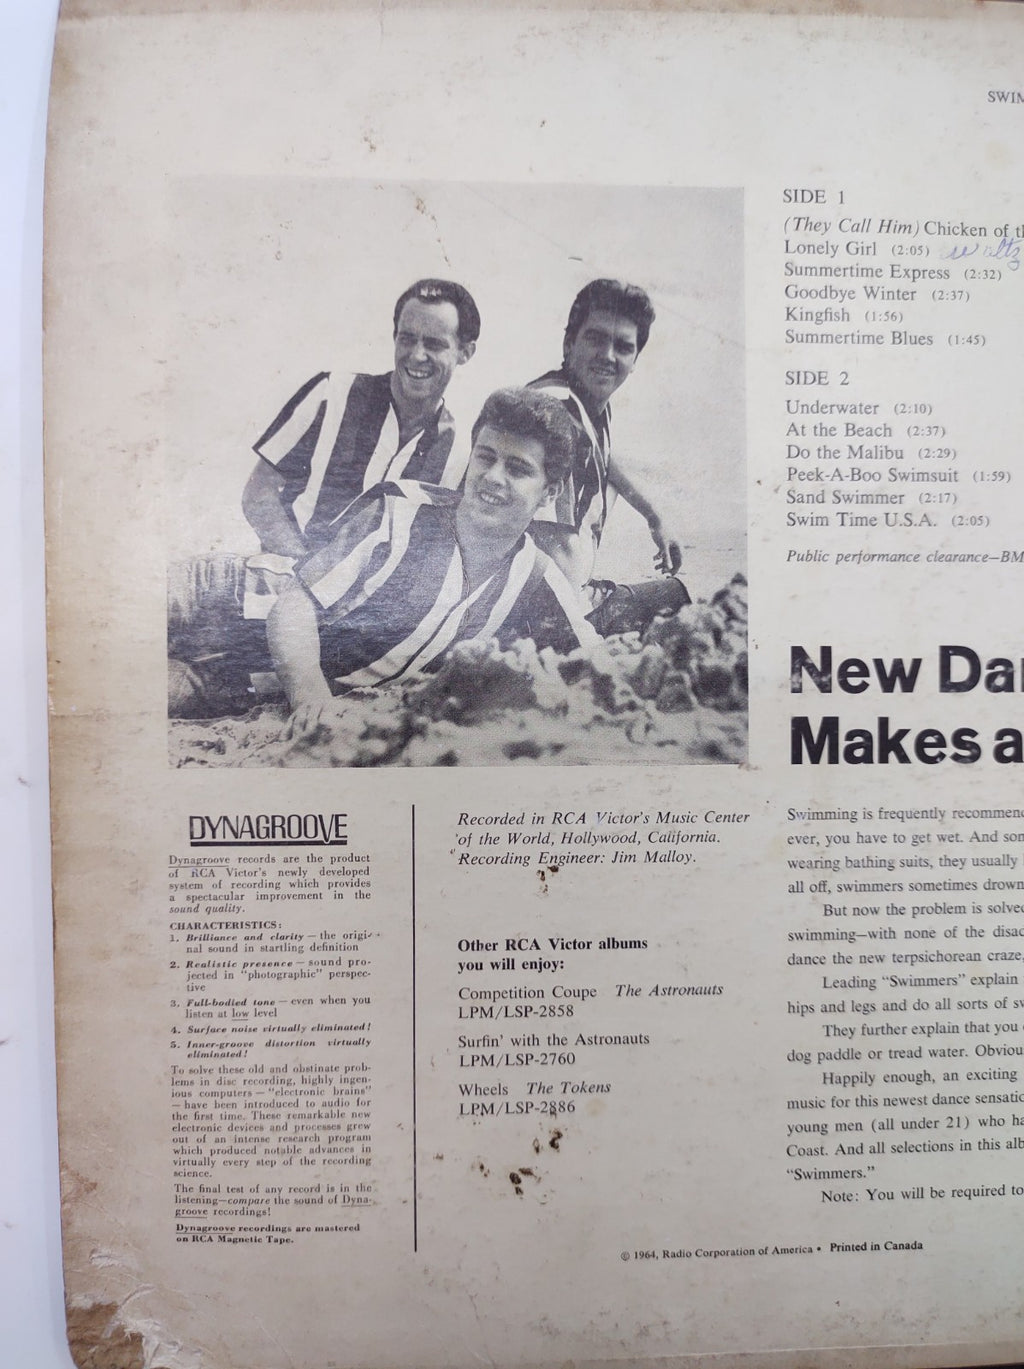 SWIM
SIDE 1
(They Call Him) Chicken of th
Lonely Girl (2:05) waltz
Summertime Express (2:32)
Goodbye Winter (2:37)
Kingfish (1:56)
Summertime Blues (1:45)
SIDE 2
Underwater (2:10)
At the Beach (2:37)
Do the Malibu (2:29)
Peek-A-Boo Swimsuit (1:59)
Sand Swimmer (2:17)
Swim Time U.S.A. (2:05)
Public performance clearance—BM
New Dan
Makes a
Swimming is frequently recommend
ever, you have to get wet. And som
wearing bathing suits, they usually
all off, swimmers sometimes drown
But now the problem is solved
swimming—with none of the disad
dance the new terpsichorean craze,
Leading “Swimmers” explain
hips and legs and do all sorts of sw
They further explain that you
dog paddle or tread water. Obviou
Happily enough, an exciting
music for this newest dance sensatio
young men (all under 21) who ha
Coast. And all selections in this alb
“Swimmers.”
Note: You will be required to
DYNAGROOVE
Dynagroove records are the product
of RCA Victor's newly developed
system of recording which provides
a spectacular improvement in the
sound quality.
CHARACTERISTICS:
1. Brilliance and clarity — the origi-
nal sound in startling definition
2. Realistic presence — sound pro-
jected in “photographic” perspec-
tive
3. Full-bodied tone — even when you
listen at low level
4. Surface noise virtually eliminated!
5. Inner-groove distortion virtually
eliminated!
To solve these old and obstinate prob-
lems in disc recording, highly ingen-
ious computers — “electronic brains”
— have been introduced to audio for
the first time. These remarkable new
electronic devices and processes grew
out of an intense research program
which produced notable advances in
virtually every step of the recording
science.
The final test of any record is in the
listening—compare the sound of Dyna-
groove recordings!
Dynagroove recordings are mastered
on RCA Magnetic Tape.
Recorded in RCA Victor's Music Center
of the World, Hollywood, California.
Recording Engineer: Jim Malloy.
Other RCA Victor albums
you will enjoy:
Competition Coupe The Astronauts
LPM/LSP-2858
Surfin' with the Astronauts
LPM/LSP-2760
Wheels The Tokens
LPM/LSP-2886
© 1964, Radio Corporation of America • Printed in Canada